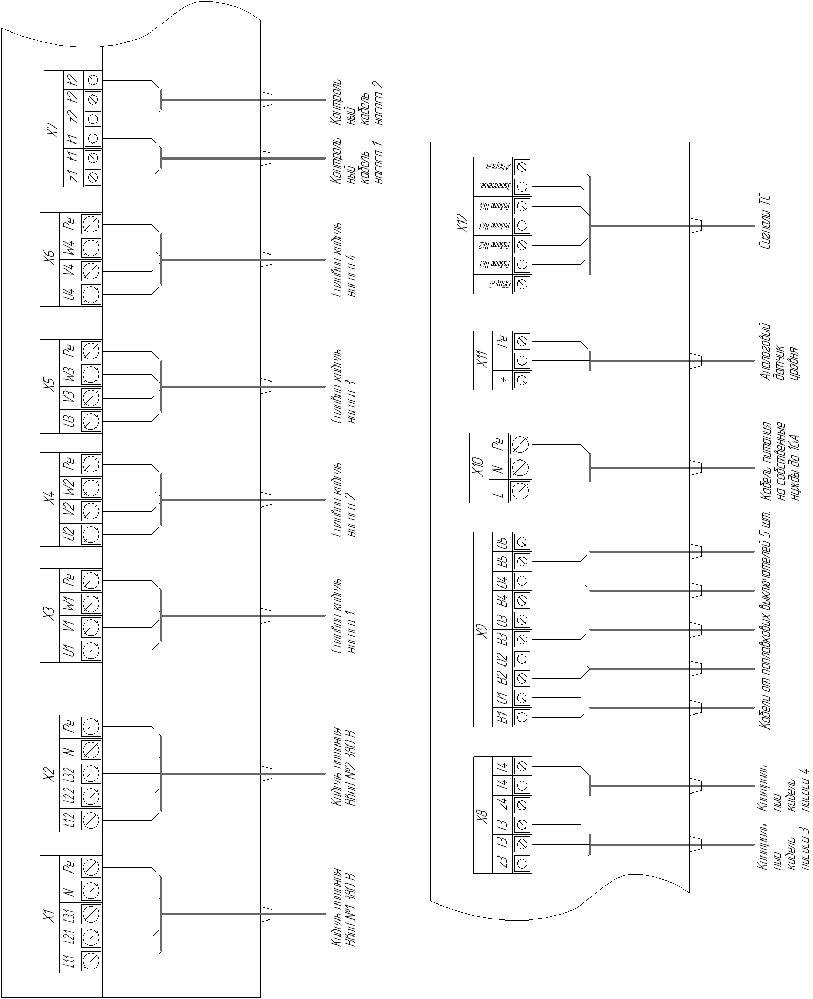 X1
L1.1 L2.1 L3.1 N Pe
Кабель питания
Ввод №1 380 В
X2
L1.2 L2.2 L3.2 N Pe
Кабель питания
Ввод №2 380 В
X3
U1 V1 W1 Pe
Силовой кабель
насоса 1
X4
U2 V2 W2 Pe
Силовой кабель
насоса 2
X5
U3 V3 W3 Pe
Силовой кабель
насоса 3
X6
U4 V4 W4 Pe
Силовой кабель
насоса 4
X7
z1 t1 t1 z2 t2 t2
Контроль-
ный
кабель
насоса 1
Контроль-
ный
кабель
насоса 2
X8
z3 t3 t3 z4 t4 t4
Контроль-
ный
кабель
насоса 3
Контроль-
ный
кабель
насоса 4
X9
B1 O1 B2 O2 B3 O3 B4 O4 B5 O5
Кабели от поплавковых выключателей 5 шт.
X10
L N Pe
Кабель питания
на собственные
нужды до 16А
X11
+ - Pe
Аналоговый
датчик
уровня
X12
Общий
Работа НА1
Работа НА2
Работа НА3
Работа НА4
Затопление.
Авария
Сигналы ТС